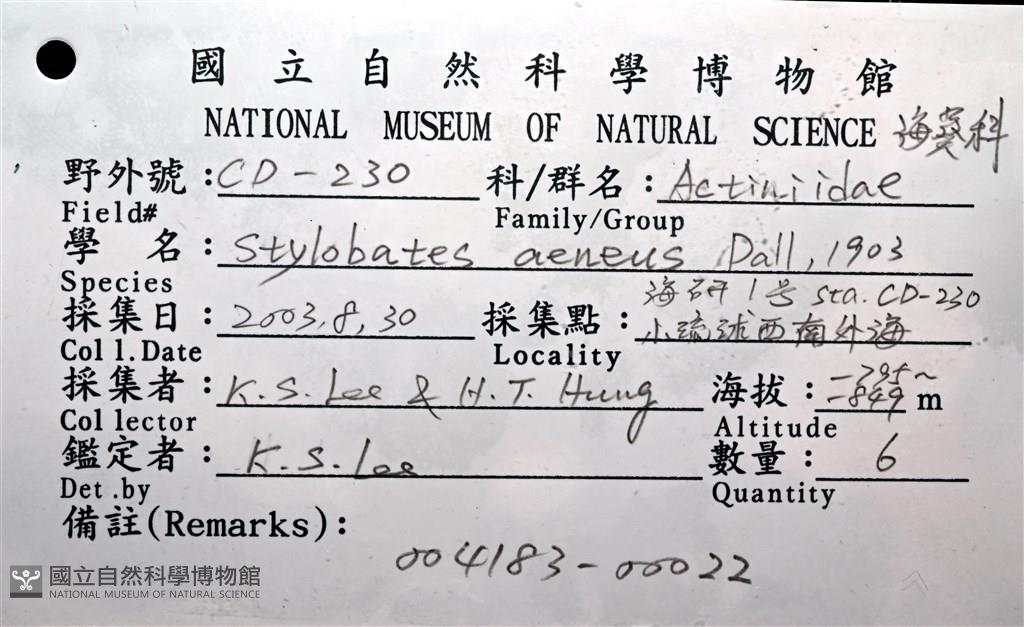 國立自然科學博物館
NATIONAL MUSEUM OF NATURAL SCIENCE 海葵科
野外號：CD-230 科/群名：Actiniidae
Field# Family/Group
學名：Stylobates aeneus Dall, 1903
Species
海研1号 sta. CD-230
採集日：2003.8.30 採集點：小琉球西南外海
Coll.Date Locality
採集者：K.S. Lee & H.T. Hung 海拔：-795~-849 m
Collector Altitude
鑑定者：K.S. Lee 數量：6
Det.by Quantity
備註(Remarks)：
004183-00022
國立自然科學博物館
NATIONAL MUSEUM OF NATURAL SCIENCE